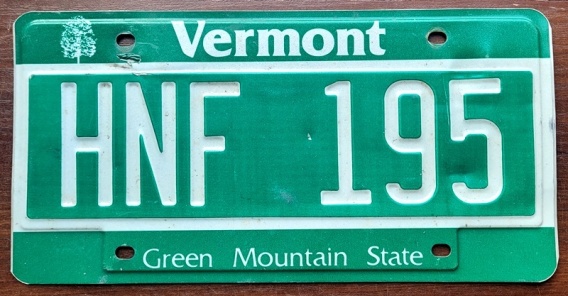 Vermont
HNF 195
Green Mountain State